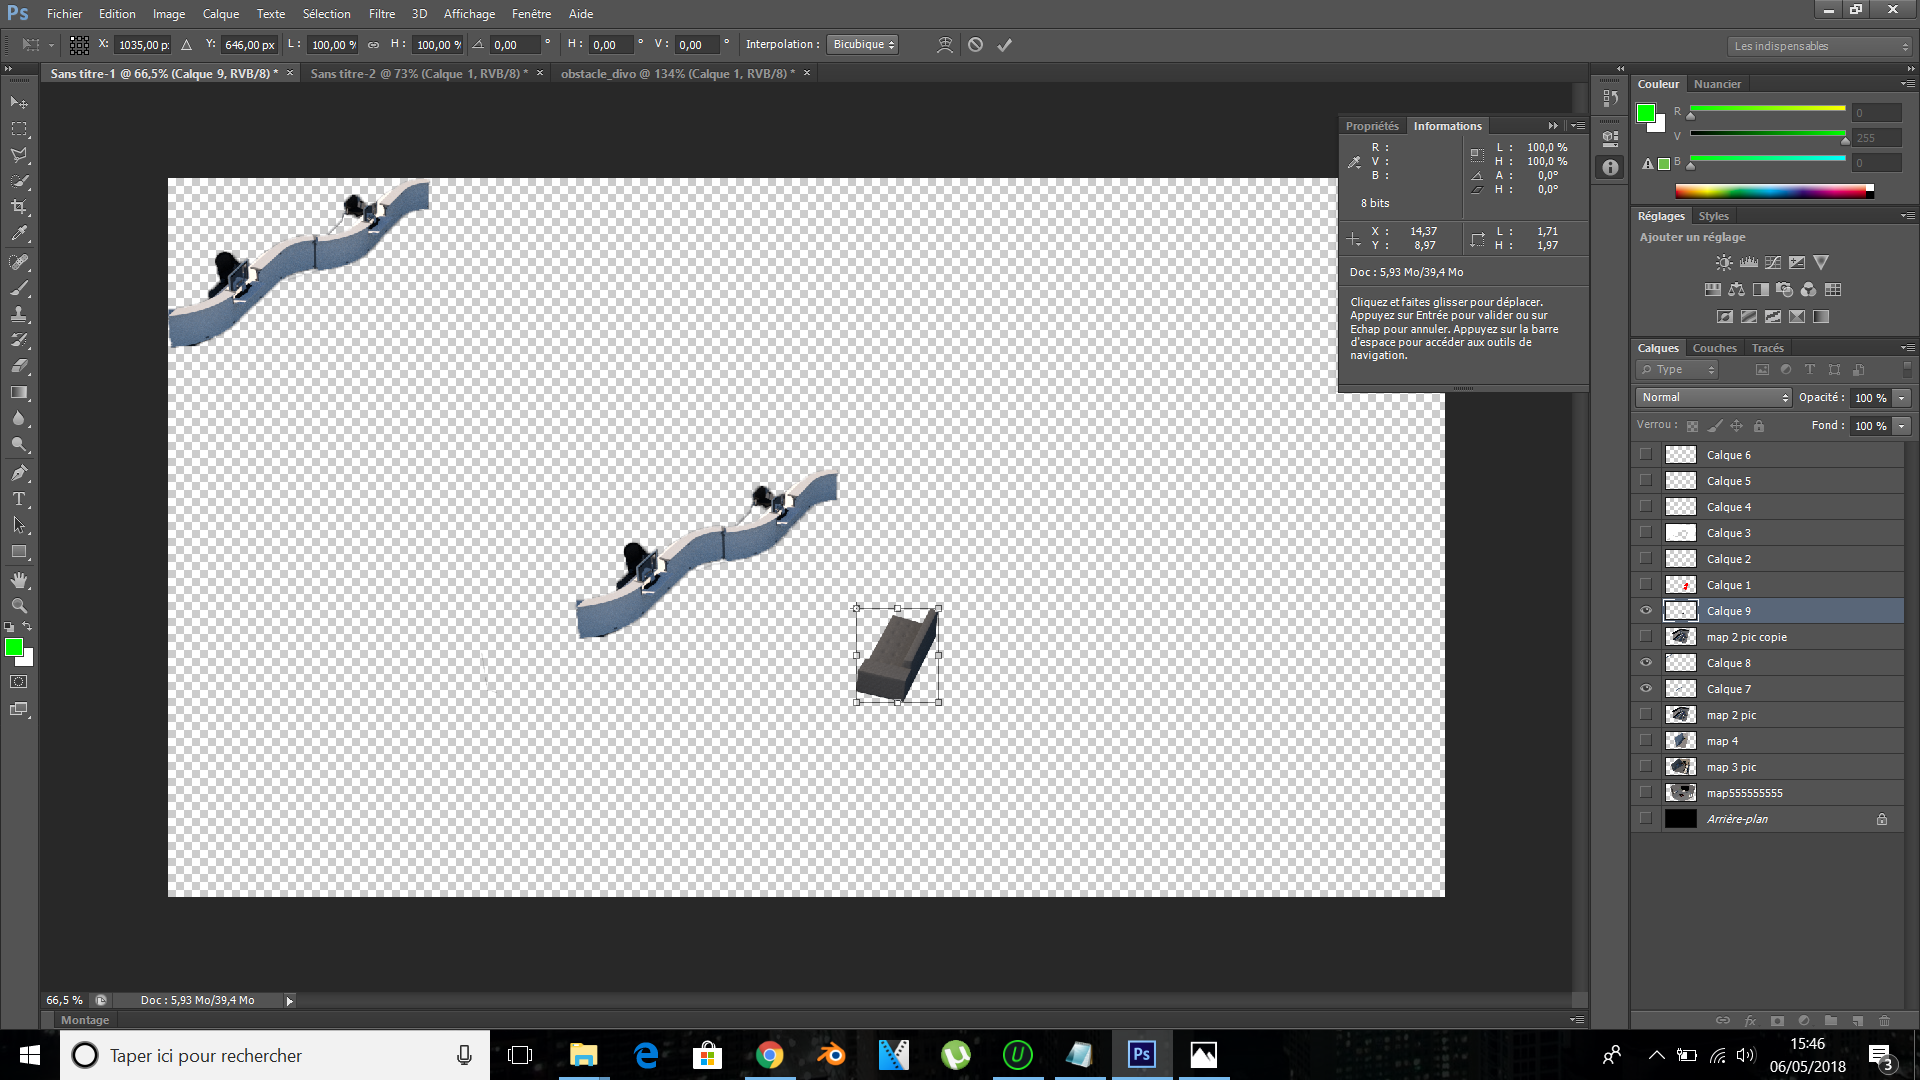 Ps Fichier Edition Image Calque Texte Sélection Filtre 3D Affichage Fenêtre Aide
X: 1035,00 p: Y: 646,00 px L : 100,00 % H : 100,00 % 0,00 ° H : 0,00 ° V : 0,00 ° Interpolation : Bicubique Les indispensables
Sans titre-1 @ 66,5% (Calque 9, RVB/8) * × Sans titre-2 @ 73% (Calque 1, RVB/8) * × obstacle_divo @ 134% (Calque 1, RVB/8) * ×
Couleur Nuancier
R 0
V 255
B 0
Propriétés Informations
R :
V :
B :
8 bits
L : 100,0 %
H : 100,0 %
A : 0,0°
H : 0,0°
X : 14,37
Y : 8,97
L : 1,71
H : 1,97
Doc : 5,93 Mo/39,4 Mo
Cliquez et faites glisser pour déplacer.
Appuyez sur Entrée pour valider ou sur
Echap pour annuler. Appuyez sur la barre
d'espace pour accéder aux outils de
navigation.
Réglages Styles
Ajouter un réglage
Calques Couches Tracés
Type
Normal Opacité : 100 %
Verrou : Fond : 100 %
Calque 6
Calque 5
Calque 4
Calque 3
Calque 2
Calque 1
Calque 9
map 2 pic copie
Calque 8
Calque 7
map 2 pic
map 4
map 3 pic
map555555555
Arrière-plan
66,5 % Doc : 5,93 Mo/39,4 Mo
Montage
Taper ici pour rechercher
Ps
15:46
06/05/2018
3